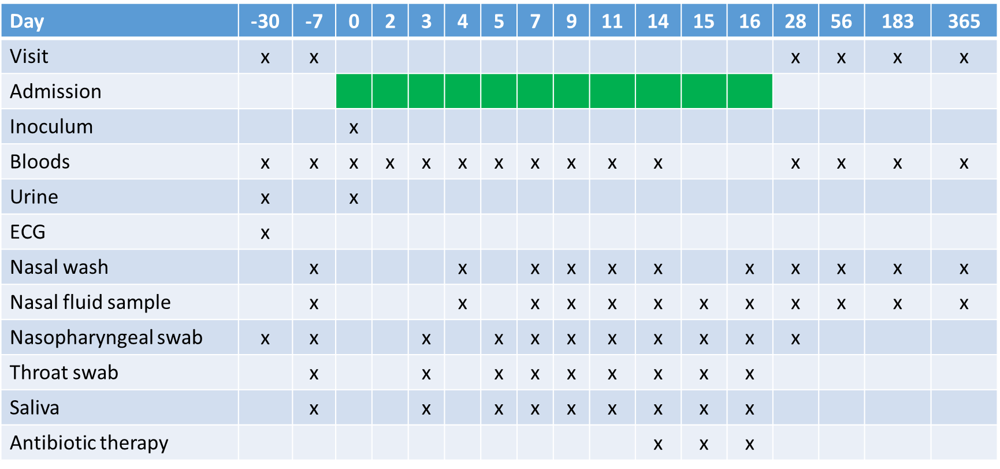 Day -30 -7 0 2 3 4 5 7 9 11 14 15 16 28 56 183 365
Visit x x x x x x
Admission
Inoculum x
Bloods x x x x x x x x x x x x x x x
Urine x x
ECG x
Nasal wash x x x x x x x x x x x
Nasal fluid sample x x x x x x x x x x x x
Nasopharyngeal swab x x x x x x x x x x x
Throat swab x x x x x x x x x
Saliva x x x x x x x x x
Antibiotic therapy x x x